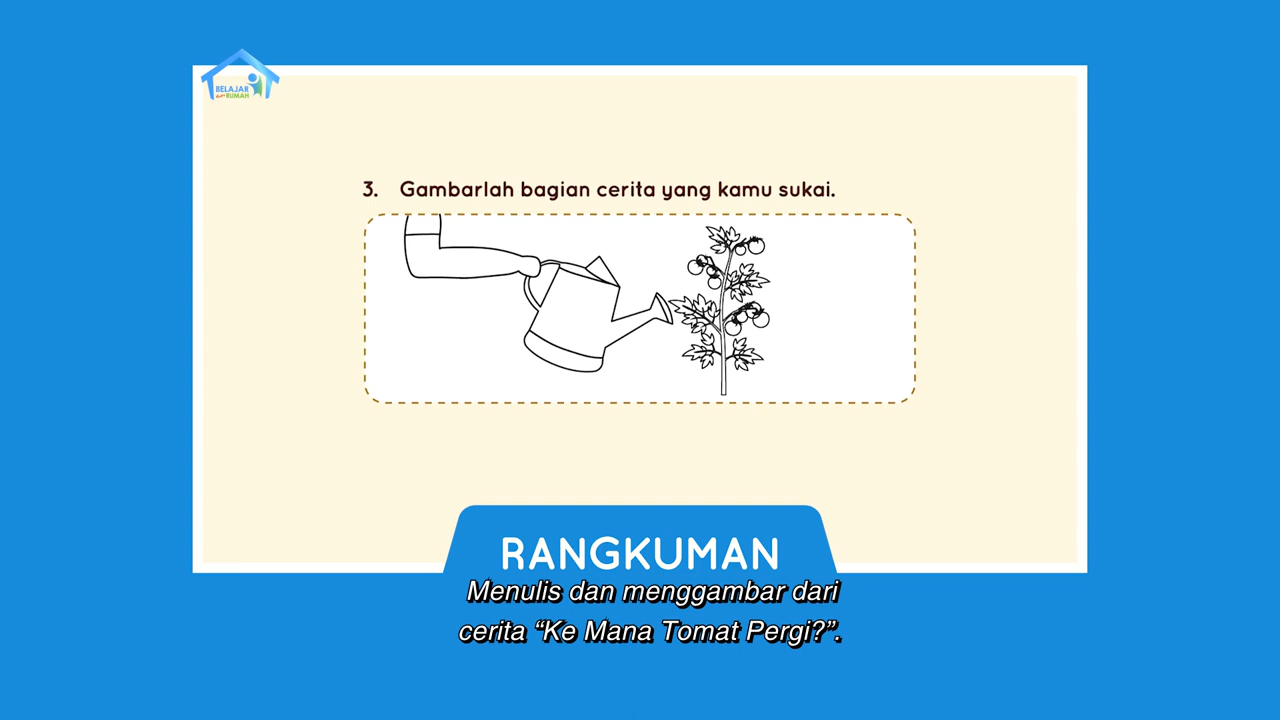 BELAJAR
dari RUMAH
3. Gambarlah bagian cerita yang kamu sukai.
RANGKUMAN
Menulis dan menggambar dari
cerita “Ke Mana Tomat Pergi?”.